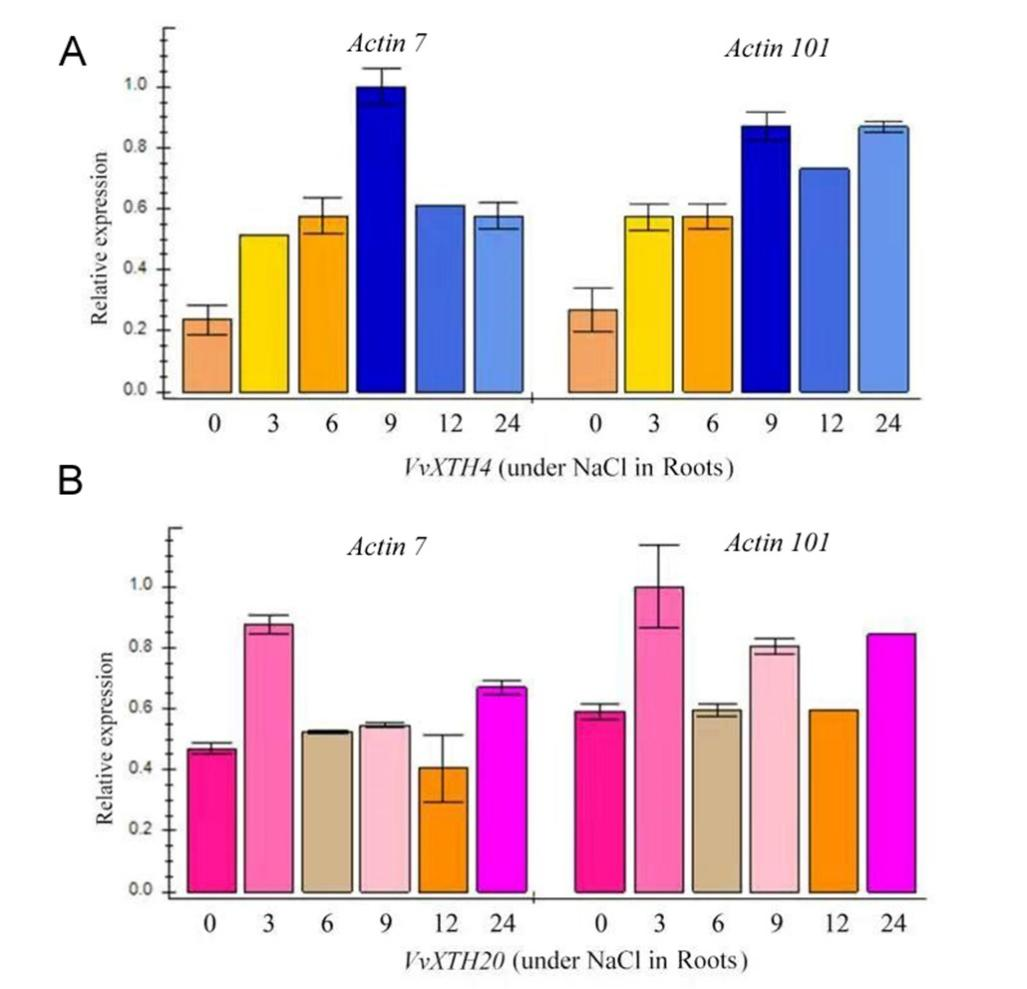 A
Actin 7
Actin 101
Relative expression
1.0
0.8
0.6
0.4
0.2
0.0
0 3 6 9 12 24 0 3 6 9 12 24
VvXTH4 (under NaCl in Roots)
B
Actin 7
Actin 101
Relative expression
1.0
0.8
0.6
0.4
0.2
0.0
0 3 6 9 12 24 0 3 6 9 12 24
VvXTH20 (under NaCl in Roots)